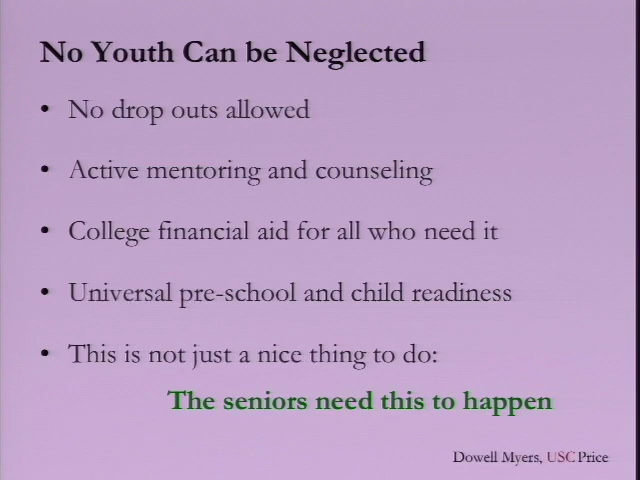 No Youth Can be Neglected
• No drop outs allowed
• Active mentoring and counseling
• College financial aid for all who need it
• Universal pre-school and child readiness
• This is not just a nice thing to do:
The seniors need this to happen
Dowell Myers, USC Price